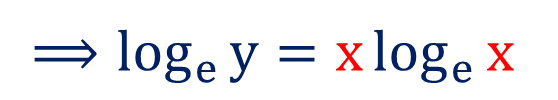 ⟹ logₑ y = x logₑ x